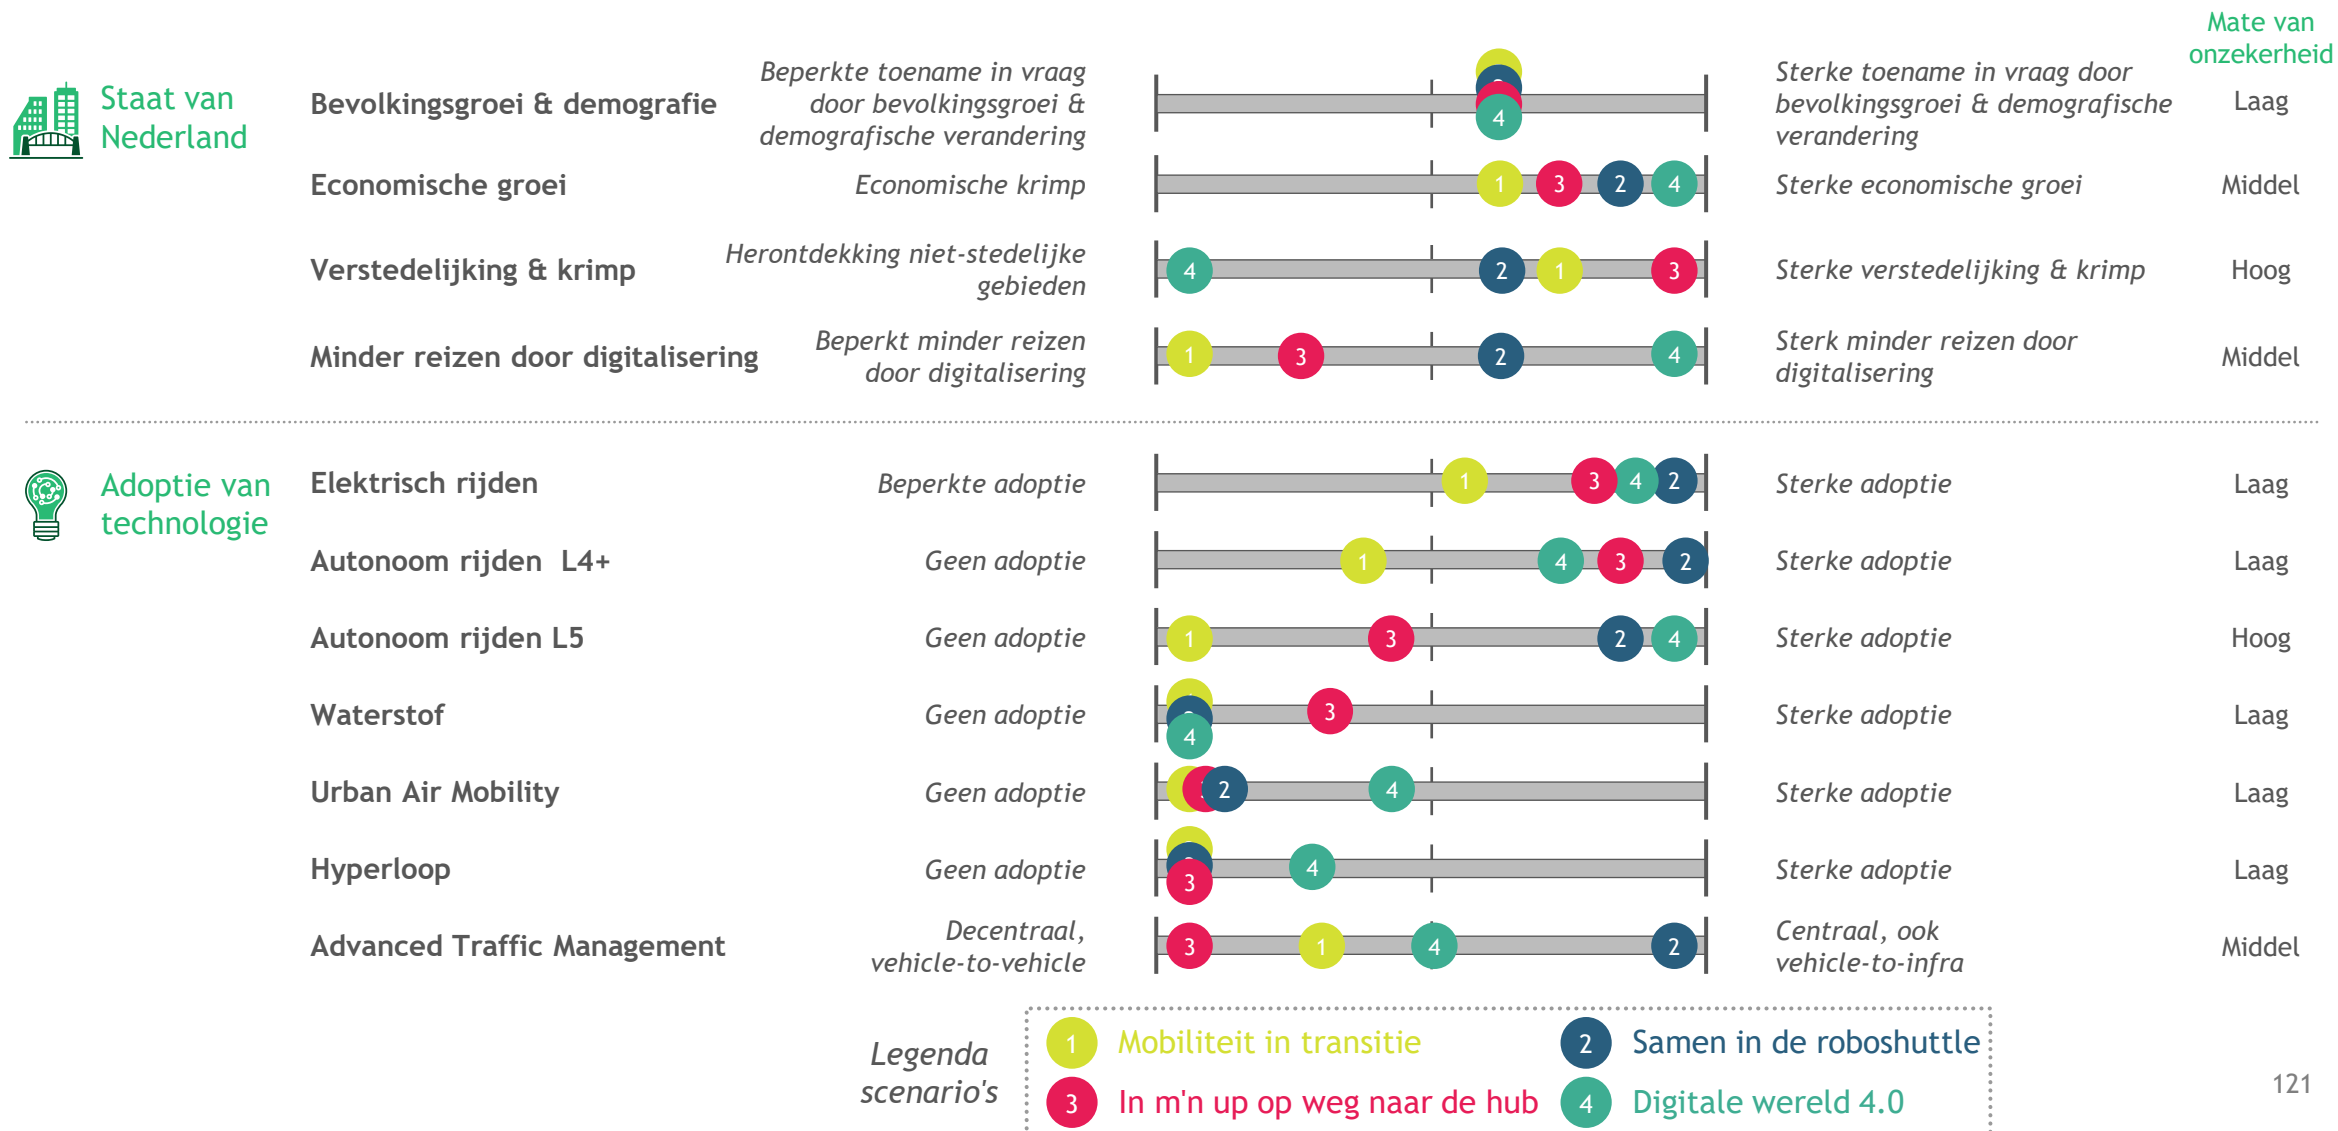 Mate van
onzekerheid
Staat van
Nederland
Bevolkingsgroei & demografie
Beperkte toename in vraag
door bevolkingsgroei &
demografische verandering
4
Sterke toename in vraag door
bevolkingsgroei & demografische
verandering
Laag
Economische groei
Economische krimp
1 3 2 4
Sterke economische groei
Middel
Verstedelijking & krimp
Herontdekking niet-stedelijke
gebieden
4 2 1 3
Sterke verstedelijking & krimp
Hoog
Minder reizen door digitalisering
Beperkt minder reizen
door digitalisering
1 3 2 4
Sterk minder reizen door
digitalisering
Middel
Adoptie van
technologie
Elektrisch rijden
Beperkte adoptie
1 3 4 2
Sterke adoptie
Laag
Autonoom rijden L4+
Geen adoptie
1 4 3 2
Sterke adoptie
Laag
Autonoom rijden L5
Geen adoptie
1 3 2 4
Sterke adoptie
Hoog
Waterstof
Geen adoptie
4 3
Sterke adoptie
Laag
Urban Air Mobility
Geen adoptie
2 4
Sterke adoptie
Laag
Hyperloop
Geen adoptie
3 4
Sterke adoptie
Laag
Advanced Traffic Management
Decentraal,
vehicle-to-vehicle
3 1 4 2
Centraal, ook
vehicle-to-infra
Middel
Legenda
scenario's
1 Mobiliteit in transitie
2 Samen in de roboshuttle
3 In m'n up op weg naar de hub
4 Digitale wereld 4.0
121